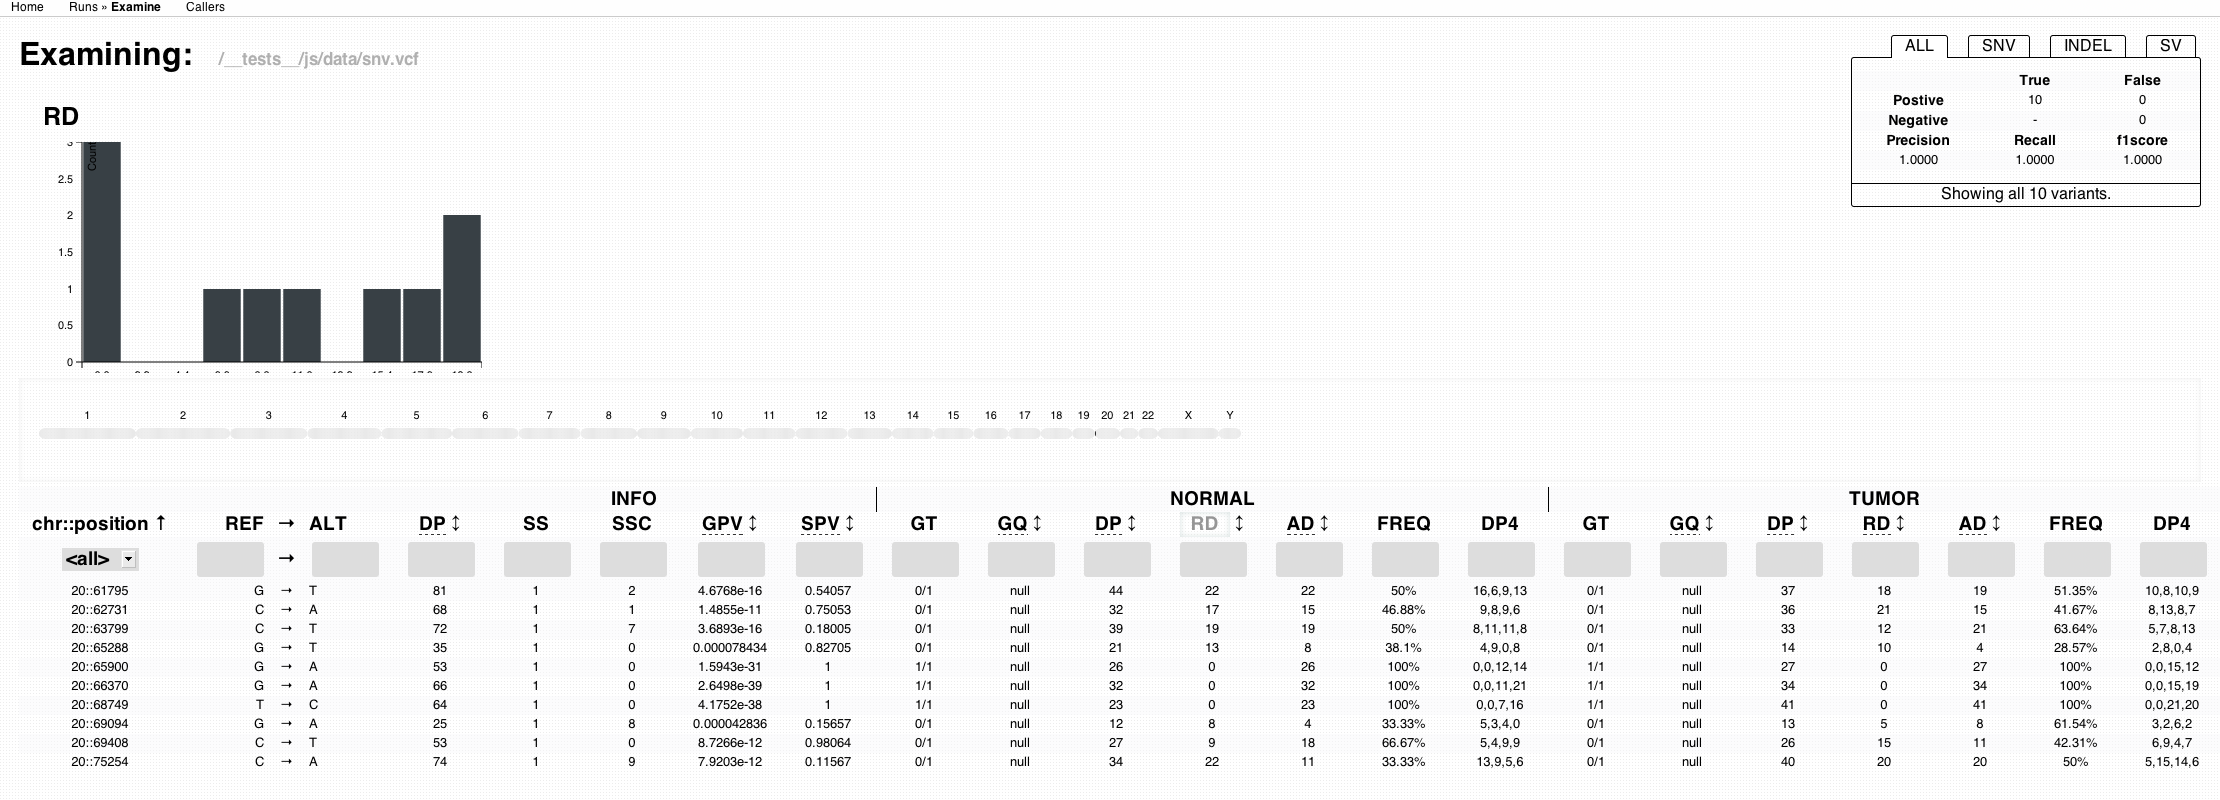 Home Runs » Examine Callers
Examining: /__tests__/js/data/snv.vcf
ALL SNV INDEL SV
True False
Postive 10 0
Negative - 0
Precision Recall f1score
1.0000 1.0000 1.0000
Showing all 10 variants.
RD
3
Count
2.5
2
1.5
1
0.5
0
1 2 3 4 5 6 7 8 9 10 11 12 13 14 15 16 17 18 19 20 21 22 X Y
INFO NORMAL TUMOR
chr::position ↑ REF → ALT DP ↕ SS SSC GPV ↕ SPV ↕ GT GQ ↕ DP ↕ RD ↕ AD ↕ FREQ DP4 GT GQ ↕ DP ↕ RD ↕ AD ↕ FREQ DP4
<all> →
20::61795 G → T 81 1 2 4.6768e-16 0.54057 0/1 null 44 22 22 50% 16,6,9,13 0/1 null 37 18 19 51.35% 10,8,10,9
20::62731 C → A 68 1 1 1.4855e-11 0.75053 0/1 null 32 17 15 46.88% 9,8,9,6 0/1 null 36 21 15 41.67% 8,13,8,7
20::63799 C → T 72 1 7 3.6893e-16 0.18005 0/1 null 39 19 19 50% 8,11,11,8 0/1 null 33 12 21 63.64% 5,7,8,13
20::65288 G → T 35 1 0 0.000078434 0.82705 0/1 null 21 13 8 38.1% 4,9,0,8 0/1 null 14 10 4 28.57% 2,8,0,4
20::65900 G → A 53 1 0 1.5943e-31 1 1/1 null 26 0 26 100% 0,0,12,14 1/1 null 27 0 27 100% 0,0,15,12
20::66370 G → A 66 1 0 2.6498e-39 1 1/1 null 32 0 32 100% 0,0,11,21 1/1 null 34 0 34 100% 0,0,15,19
20::68749 T → C 64 1 0 4.1752e-38 1 1/1 null 23 0 23 100% 0,0,7,16 1/1 null 41 0 41 100% 0,0,21,20
20::69094 G → A 25 1 8 0.000042836 0.15657 0/1 null 12 8 4 33.33% 5,3,4,0 0/1 null 13 5 8 61.54% 3,2,6,2
20::69408 C → T 53 1 0 8.7266e-12 0.98064 0/1 null 27 9 18 66.67% 5,4,9,9 0/1 null 26 15 11 42.31% 6,9,4,7
20::75254 C → A 74 1 9 7.9203e-12 0.11567 0/1 null 34 22 11 33.33% 13,9,5,6 0/1 null 40 20 20 50% 5,15,14,6